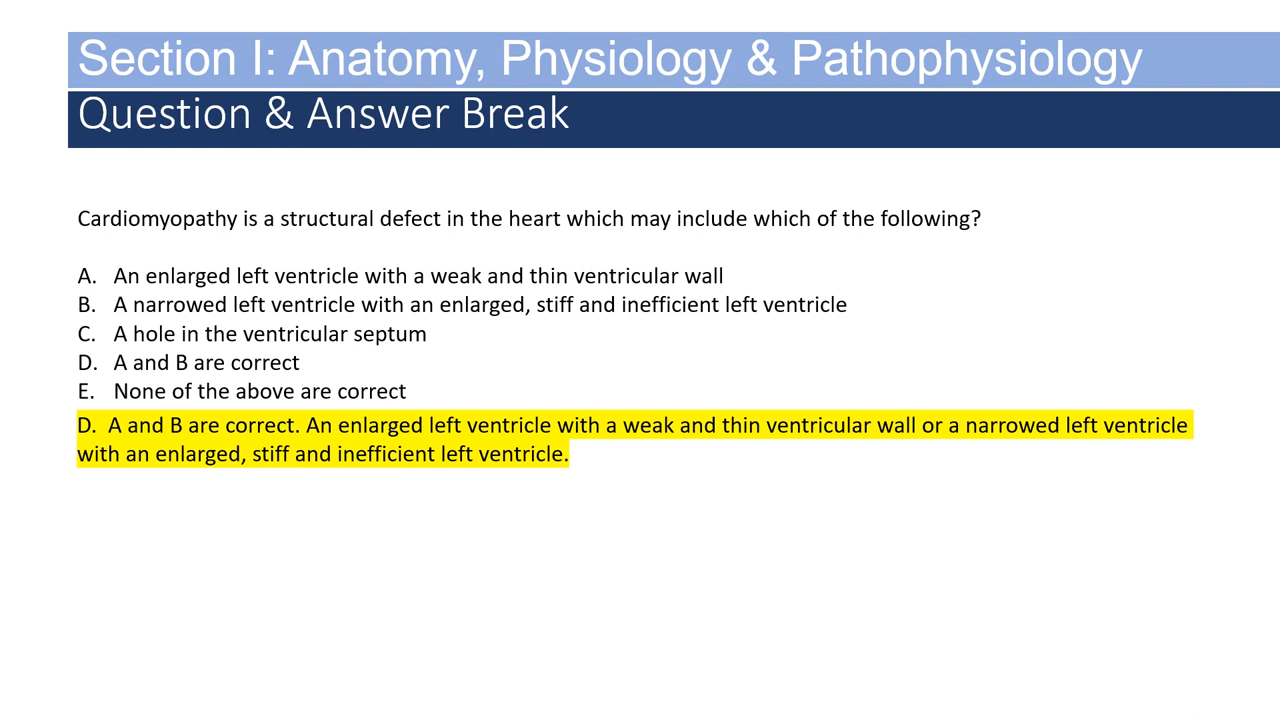 Section I: Anatomy, Physiology & Pathophysiology
Question & Answer Break
Cardiomyopathy is a structural defect in the heart which may include which of the following?
A. An enlarged left ventricle with a weak and thin ventricular wall
B. A narrowed left ventricle with an enlarged, stiff and inefficient left ventricle
C. A hole in the ventricular septum
D. A and B are correct
E. None of the above are correct
D. A and B are correct. An enlarged left ventricle with a weak and thin ventricular wall or a narrowed left ventricle
with an enlarged, stiff and inefficient left ventricle.